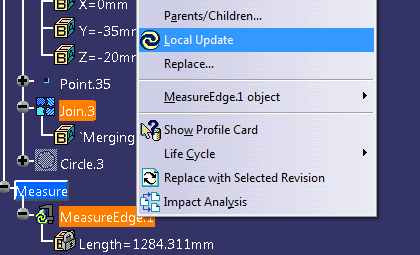 X=0mm
Y=-35mm
Z=-20mm
Point.35
Join.3
Merging
Circle.3
Measure
MeasureEdge.1
Length=1284.311mm
Parents/Children...
Local Update
Replace...
MeasureEdge.1 object
Show Profile Card
Life Cycle
Replace with Selected Revision
Impact Analysis